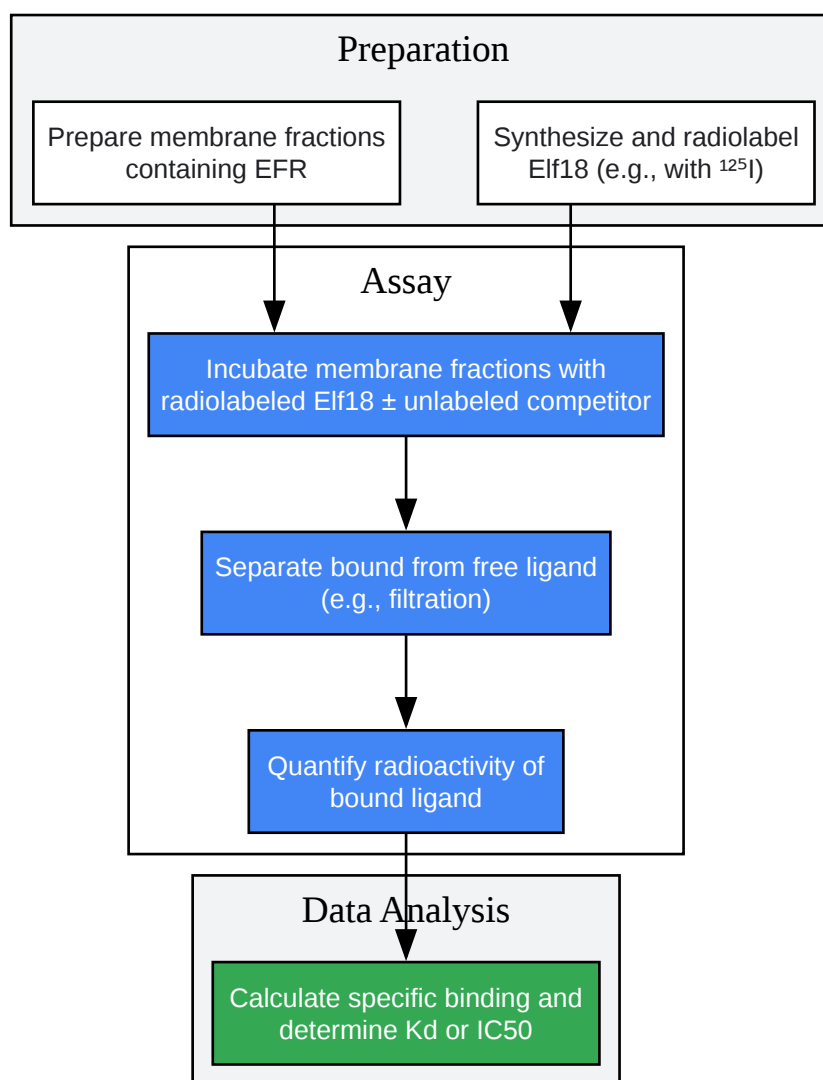 Preparation
Prepare membrane fractions
containing EFR
Synthesize and radiolabel
Elf18 (e.g., with ¹²⁵I)
Assay
Incubate membrane fractions with
radiolabeled Elf18 ± unlabeled competitor
Separate bound from free ligand
(e.g., filtration)
Quantify radioactivity of
bound ligand
Data Analysis
Calculate specific binding and
determine Kd or IC50